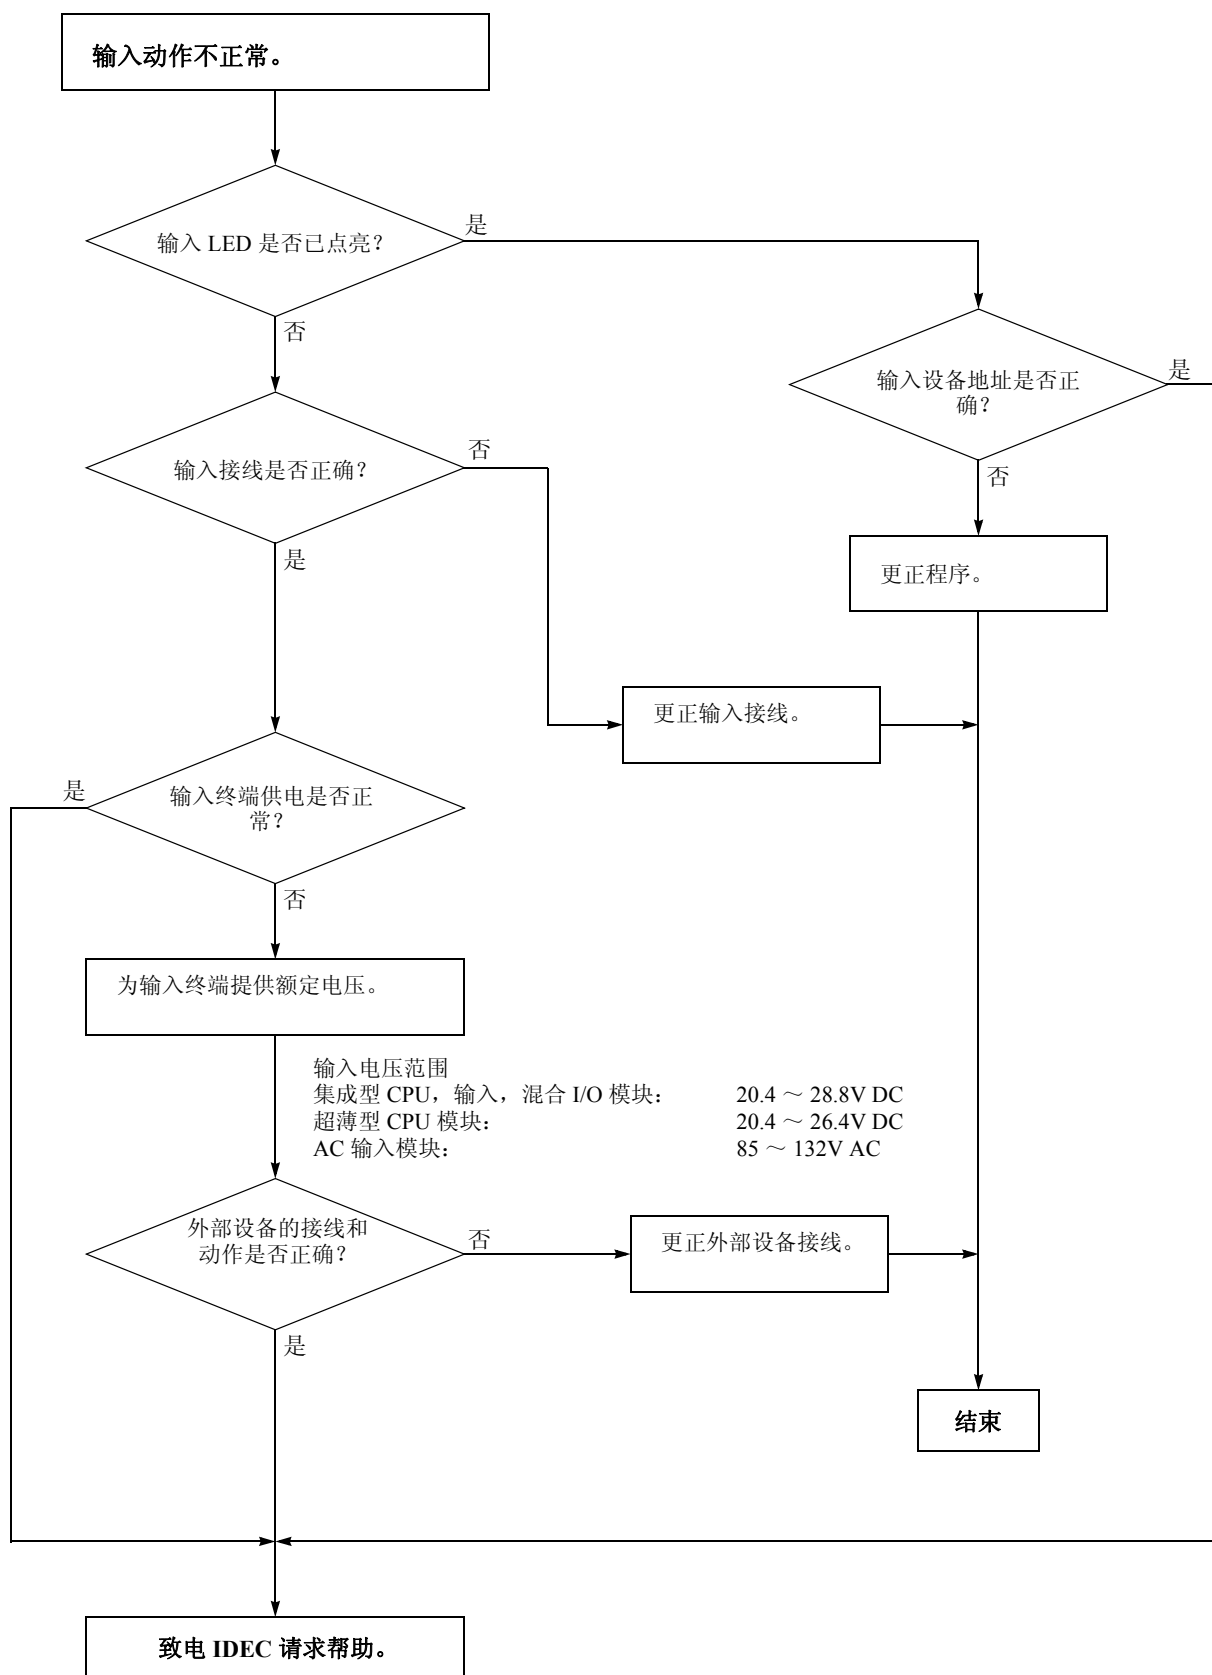 输入动作不正常。
输入 LED 是否已点亮？
是
否
输入设备地址是否正
确？
是
否
输入接线是否正确？
否
是
更正程序。
更正输入接线。
输入终端供电是否正
常？
是
否
为输入终端提供额定电压。
输入电压范围
集成型 CPU，输入，混合 I/O 模块： 20.4 ～ 28.8V DC
超薄型 CPU 模块： 20.4 ～ 26.4V DC
AC 输入模块： 85 ～ 132V AC
外部设备的接线和
动作是否正确？
否
更正外部设备接线。
是
结束
致电 IDEC 请求帮助。